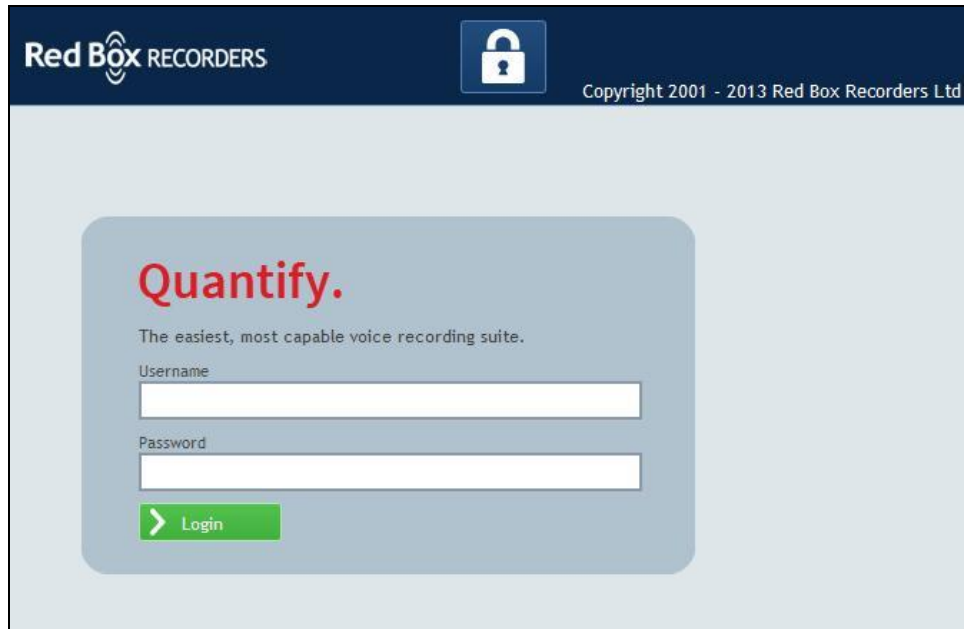 Red Box RECORDERS
Copyright 2001 - 2013 Red Box Recorders Ltd
Quantify.
The easiest, most capable voice recording suite.
Username
Password
Login